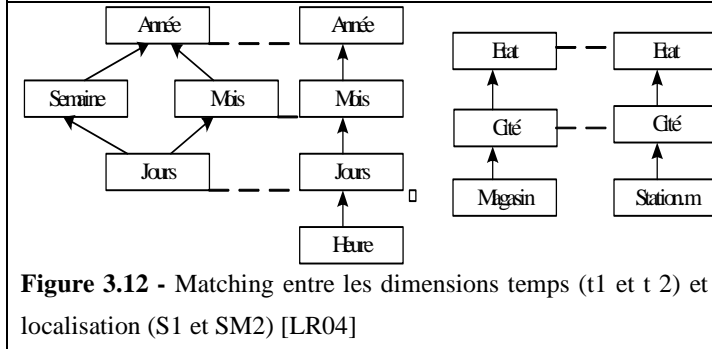 Année Année
Etat Etat
Semaine Mois Mois
Cité Cité
Jours Jours
Magasin Station.m
Heure
Figure 3.12 - Matching entre les dimensions temps (t1 et t 2) et
localisation (S1 et SM2) [LR04]